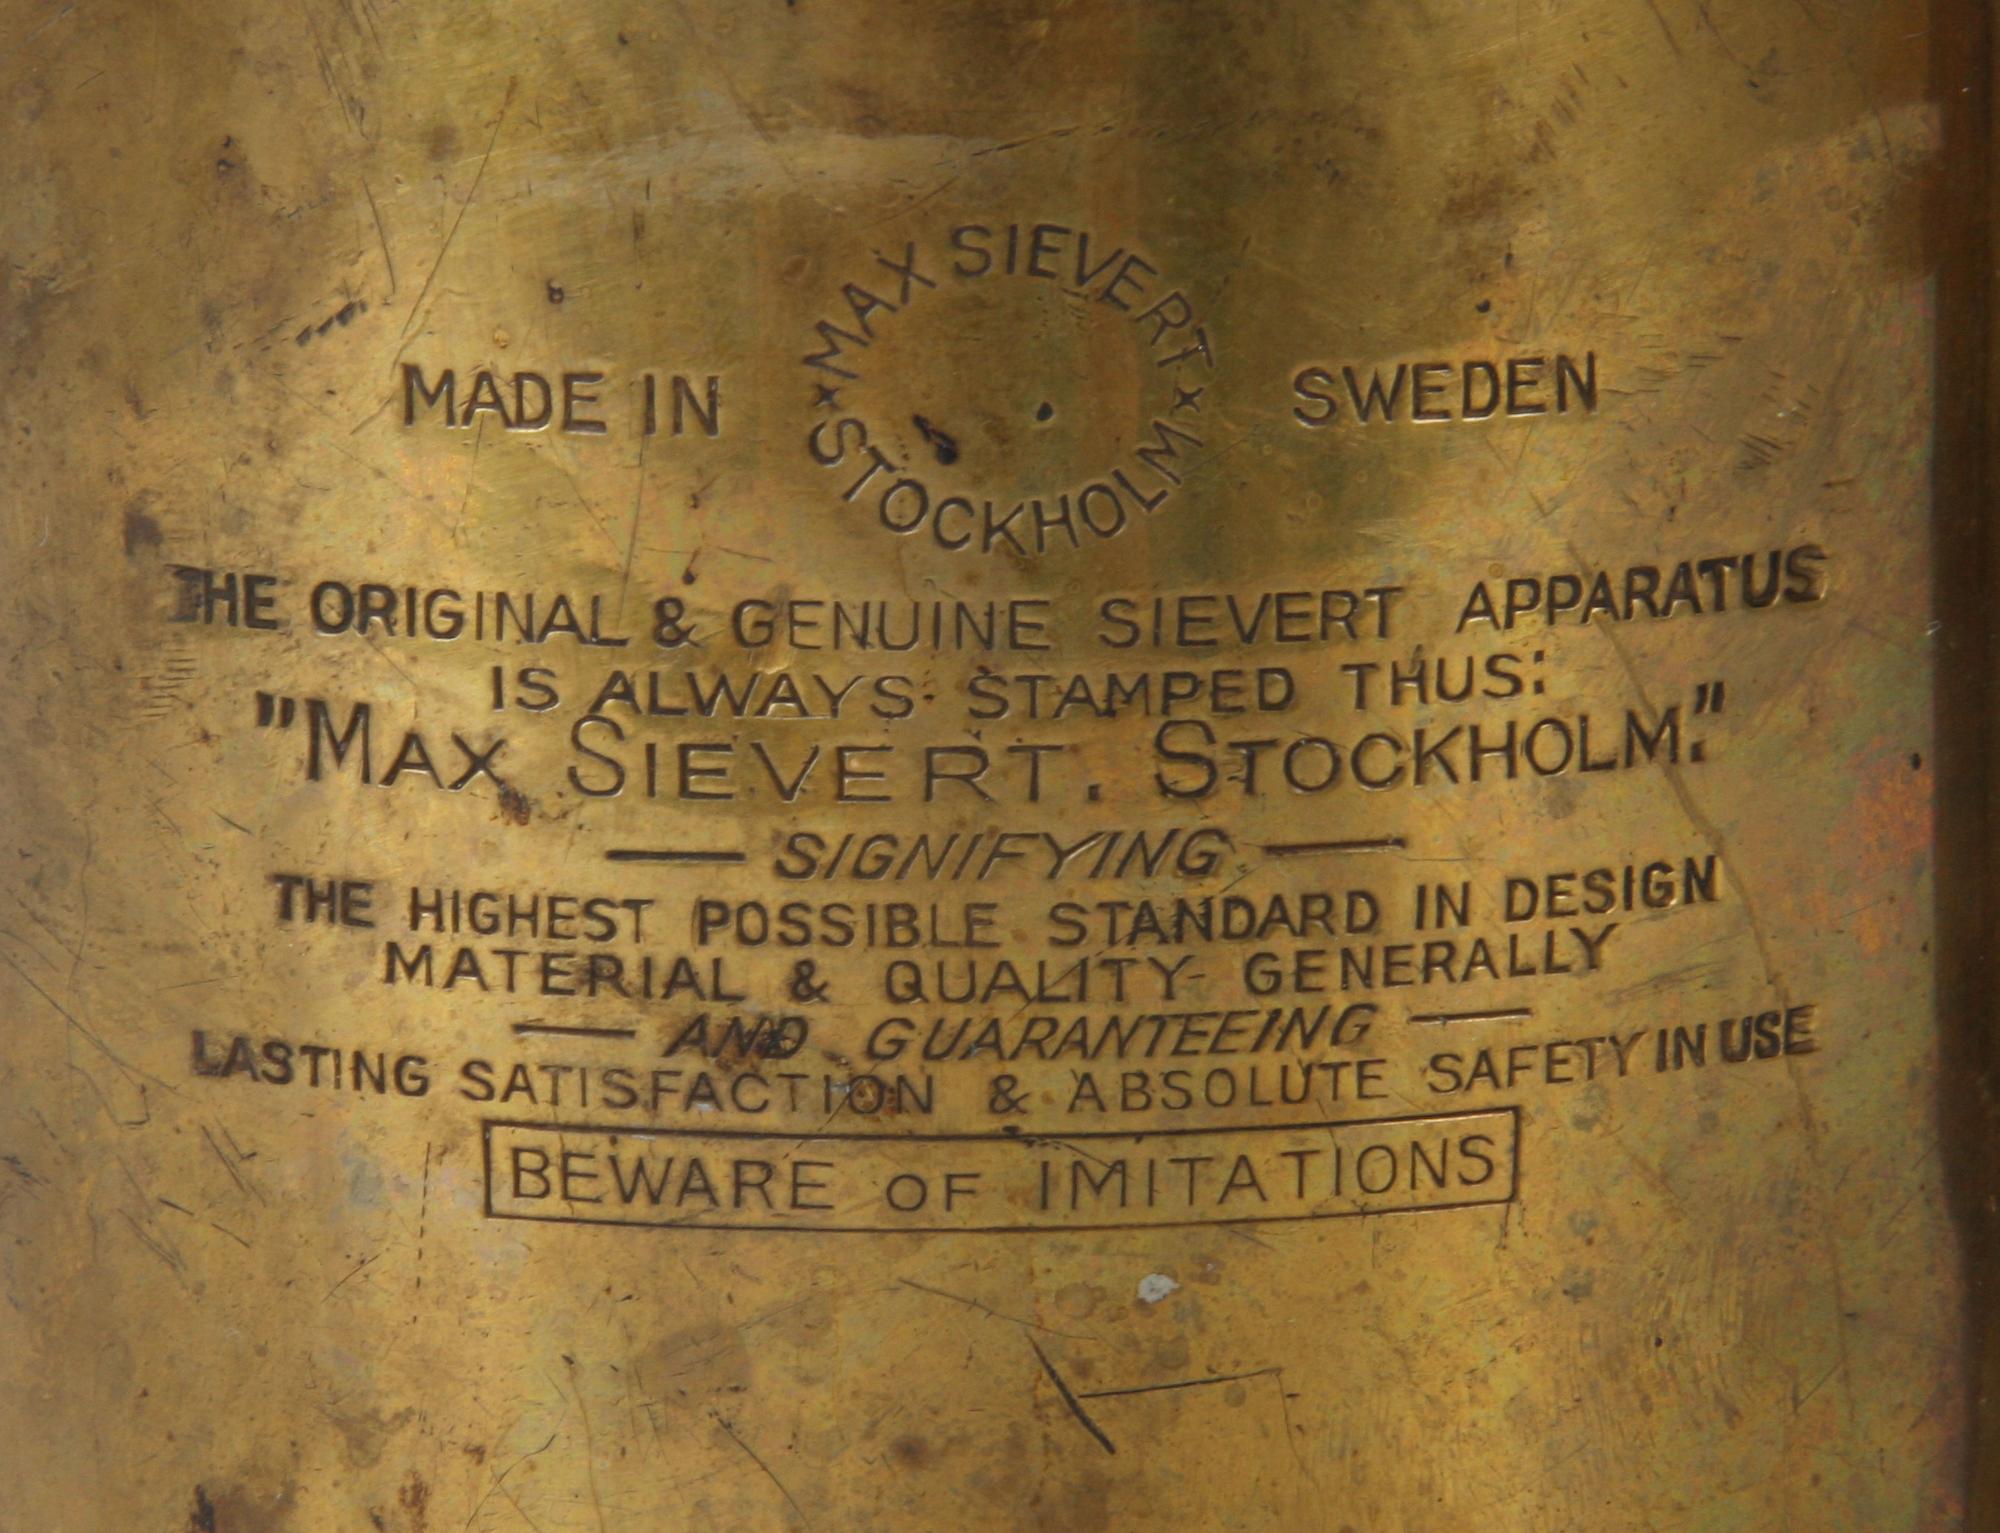 MAX SIEVERT
MADE IN SWEDEN
STOCKHOLM
THE ORIGINAL & GENUINE SIEVERT APPARATUS
IS ALWAYS STAMPED THUS:
"MAX SIEVERT. STOCKHOLM."
— SIGNIFYING —
THE HIGHEST POSSIBLE STANDARD IN DESIGN
MATERIAL & QUALITY GENERALLY
— AND GUARANTEEING —
LASTING SATISFACTION & ABSOLUTE SAFETY IN USE
BEWARE OF IMITATIONS